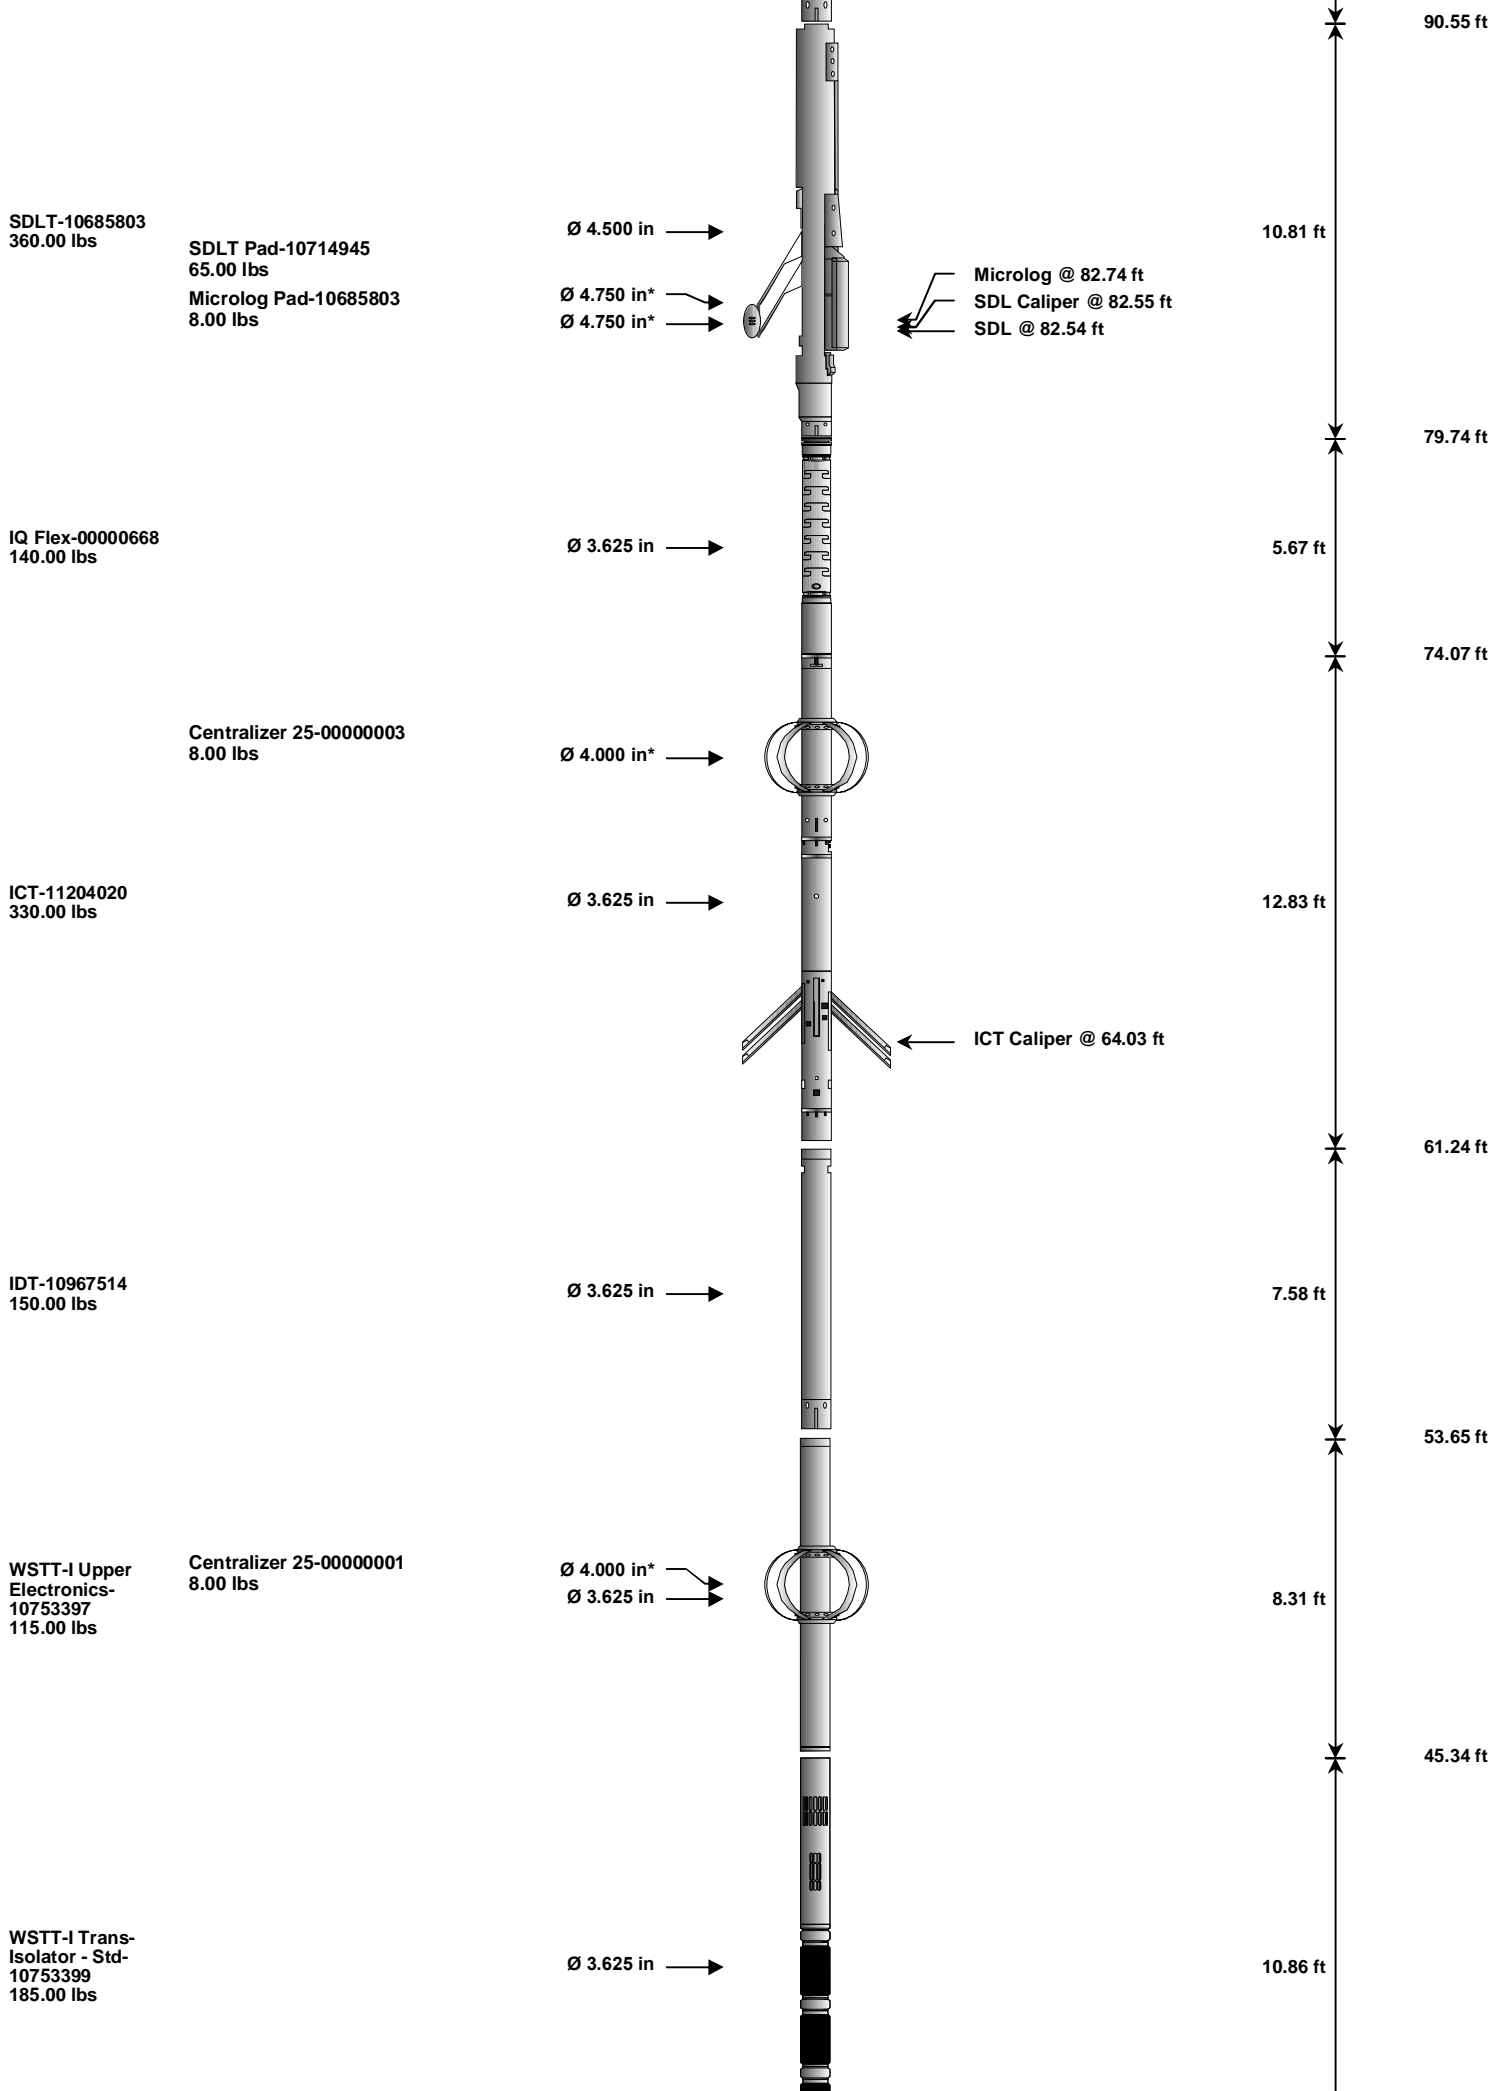 90.55 ft
SDLT-10685803
360.00 lbs
SDLT Pad-10714945
65.00 lbs
Microlog Pad-10685803
8.00 lbs
Ø 4.500 in
Ø 4.750 in*
Ø 4.750 in*
Microlog @ 82.74 ft
SDL Caliper @ 82.55 ft
SDL @ 82.54 ft
10.81 ft
79.74 ft
IQ Flex-00000668
140.00 lbs
Ø 3.625 in
5.67 ft
74.07 ft
Centralizer 25-00000003
8.00 lbs
Ø 4.000 in*
ICT-11204020
330.00 lbs
Ø 3.625 in
12.83 ft
ICT Caliper @ 64.03 ft
61.24 ft
IDT-10967514
150.00 lbs
Ø 3.625 in
7.58 ft
53.65 ft
WSTT-I Upper
Electronics-
10753397
115.00 lbs
Centralizer 25-00000001
8.00 lbs
Ø 4.000 in*
Ø 3.625 in
8.31 ft
45.34 ft
WSTT-I Trans-
Isolator - Std-
10753399
185.00 lbs
Ø 3.625 in
10.86 ft